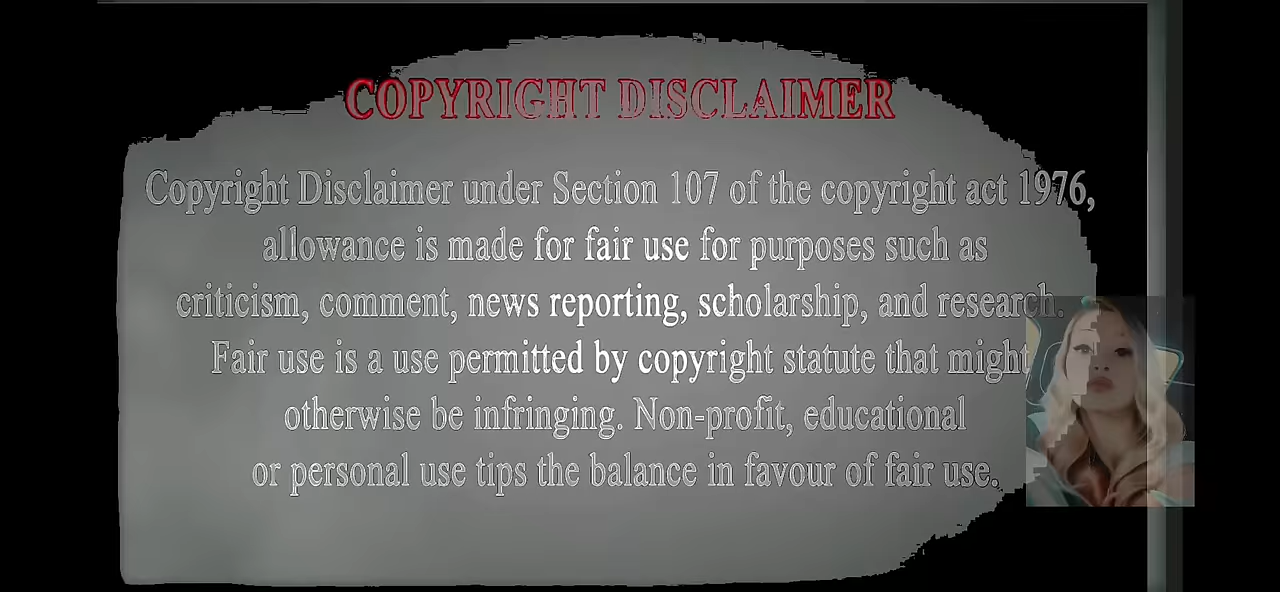 COPYRIGHT DISCLAIMER
Copyright Disclaimer under Section 107 of the copyright act 1976,
allowance is made for fair use for purposes such as
criticism, comment, news reporting, scholarship, and research.
Fair use is a use permitted by copyright statute that might
otherwise be infringing. Non-profit, educational
or personal use tips the balance in favour of fair use.